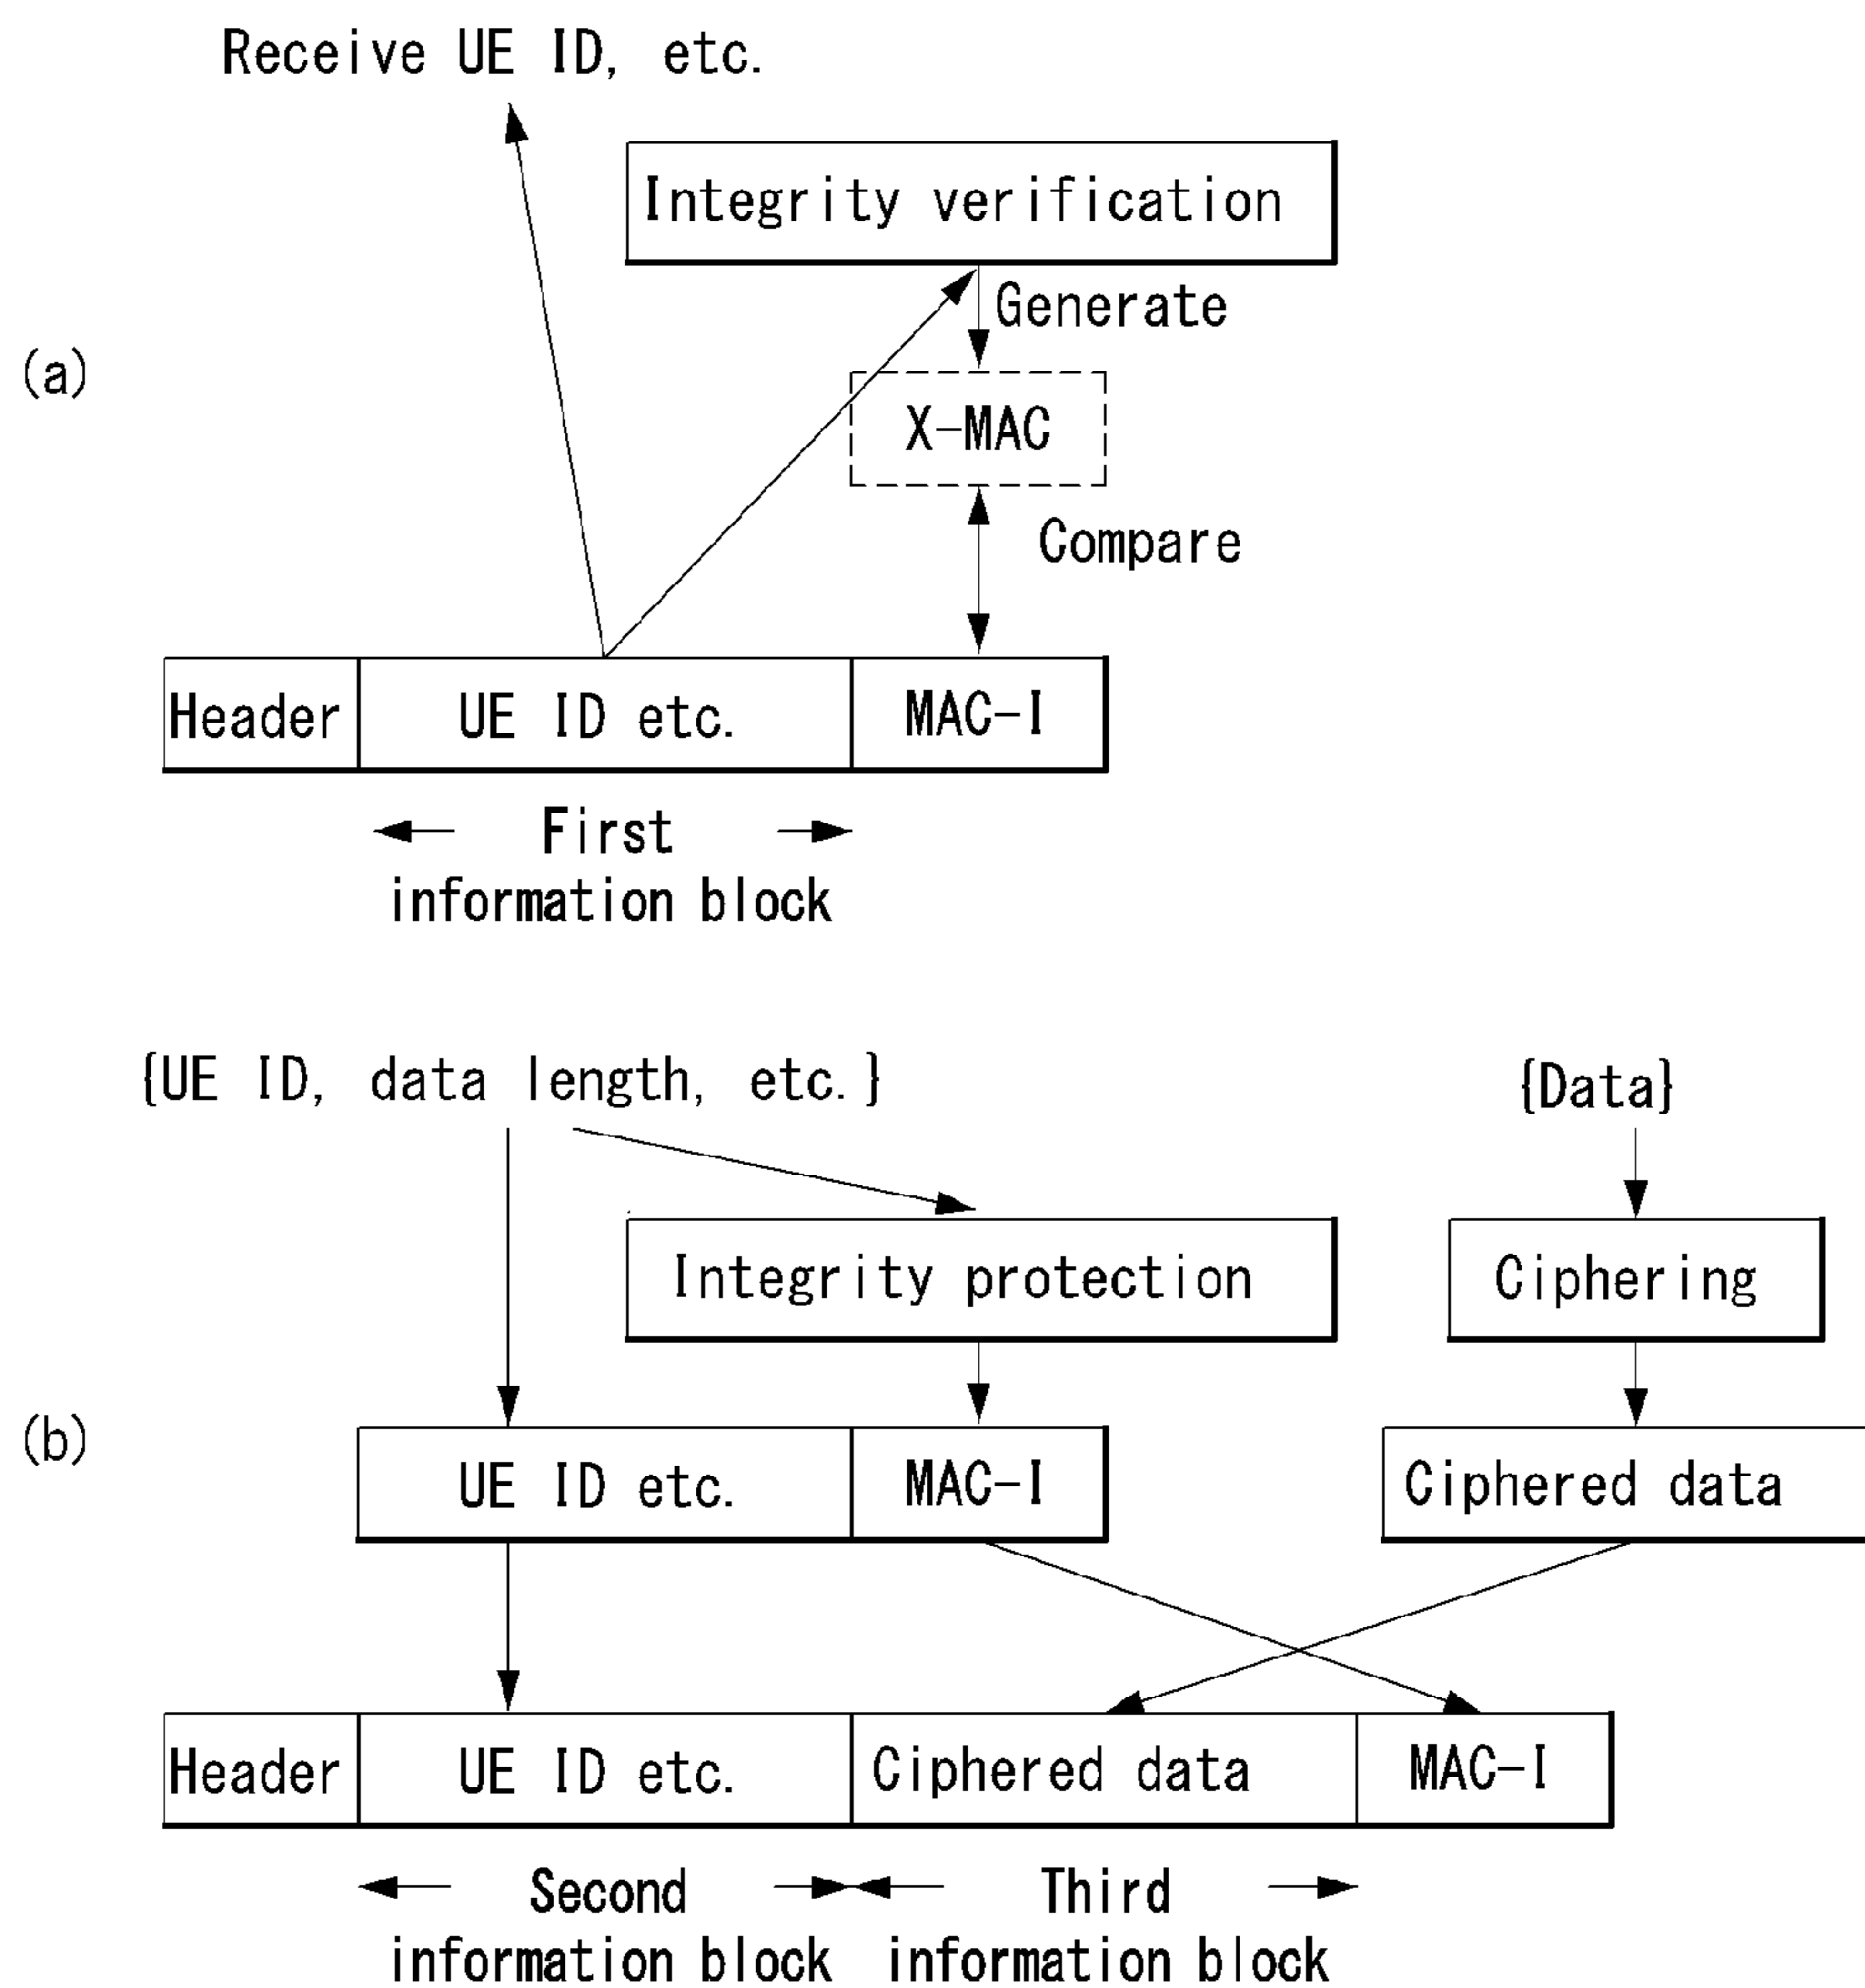 Receive UE ID, etc.
Integrity verification
Generate
(a)
X-MAC
Compare
Header UE ID etc. MAC-I
First
information block
{UE ID, data length, etc.} {Data}
Integrity protection Ciphering
(b)
UE ID etc. MAC-I Ciphered data
Header UE ID etc. Ciphered data MAC-I
Second Third
information block information block